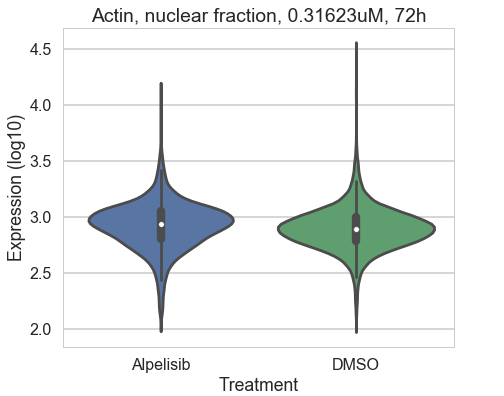 Actin, nuclear fraction, 0.31623uM, 72h
Expression (log10)
4.5
4.0
3.5
3.0
2.5
2.0
Alpelisib
DMSO
Treatment